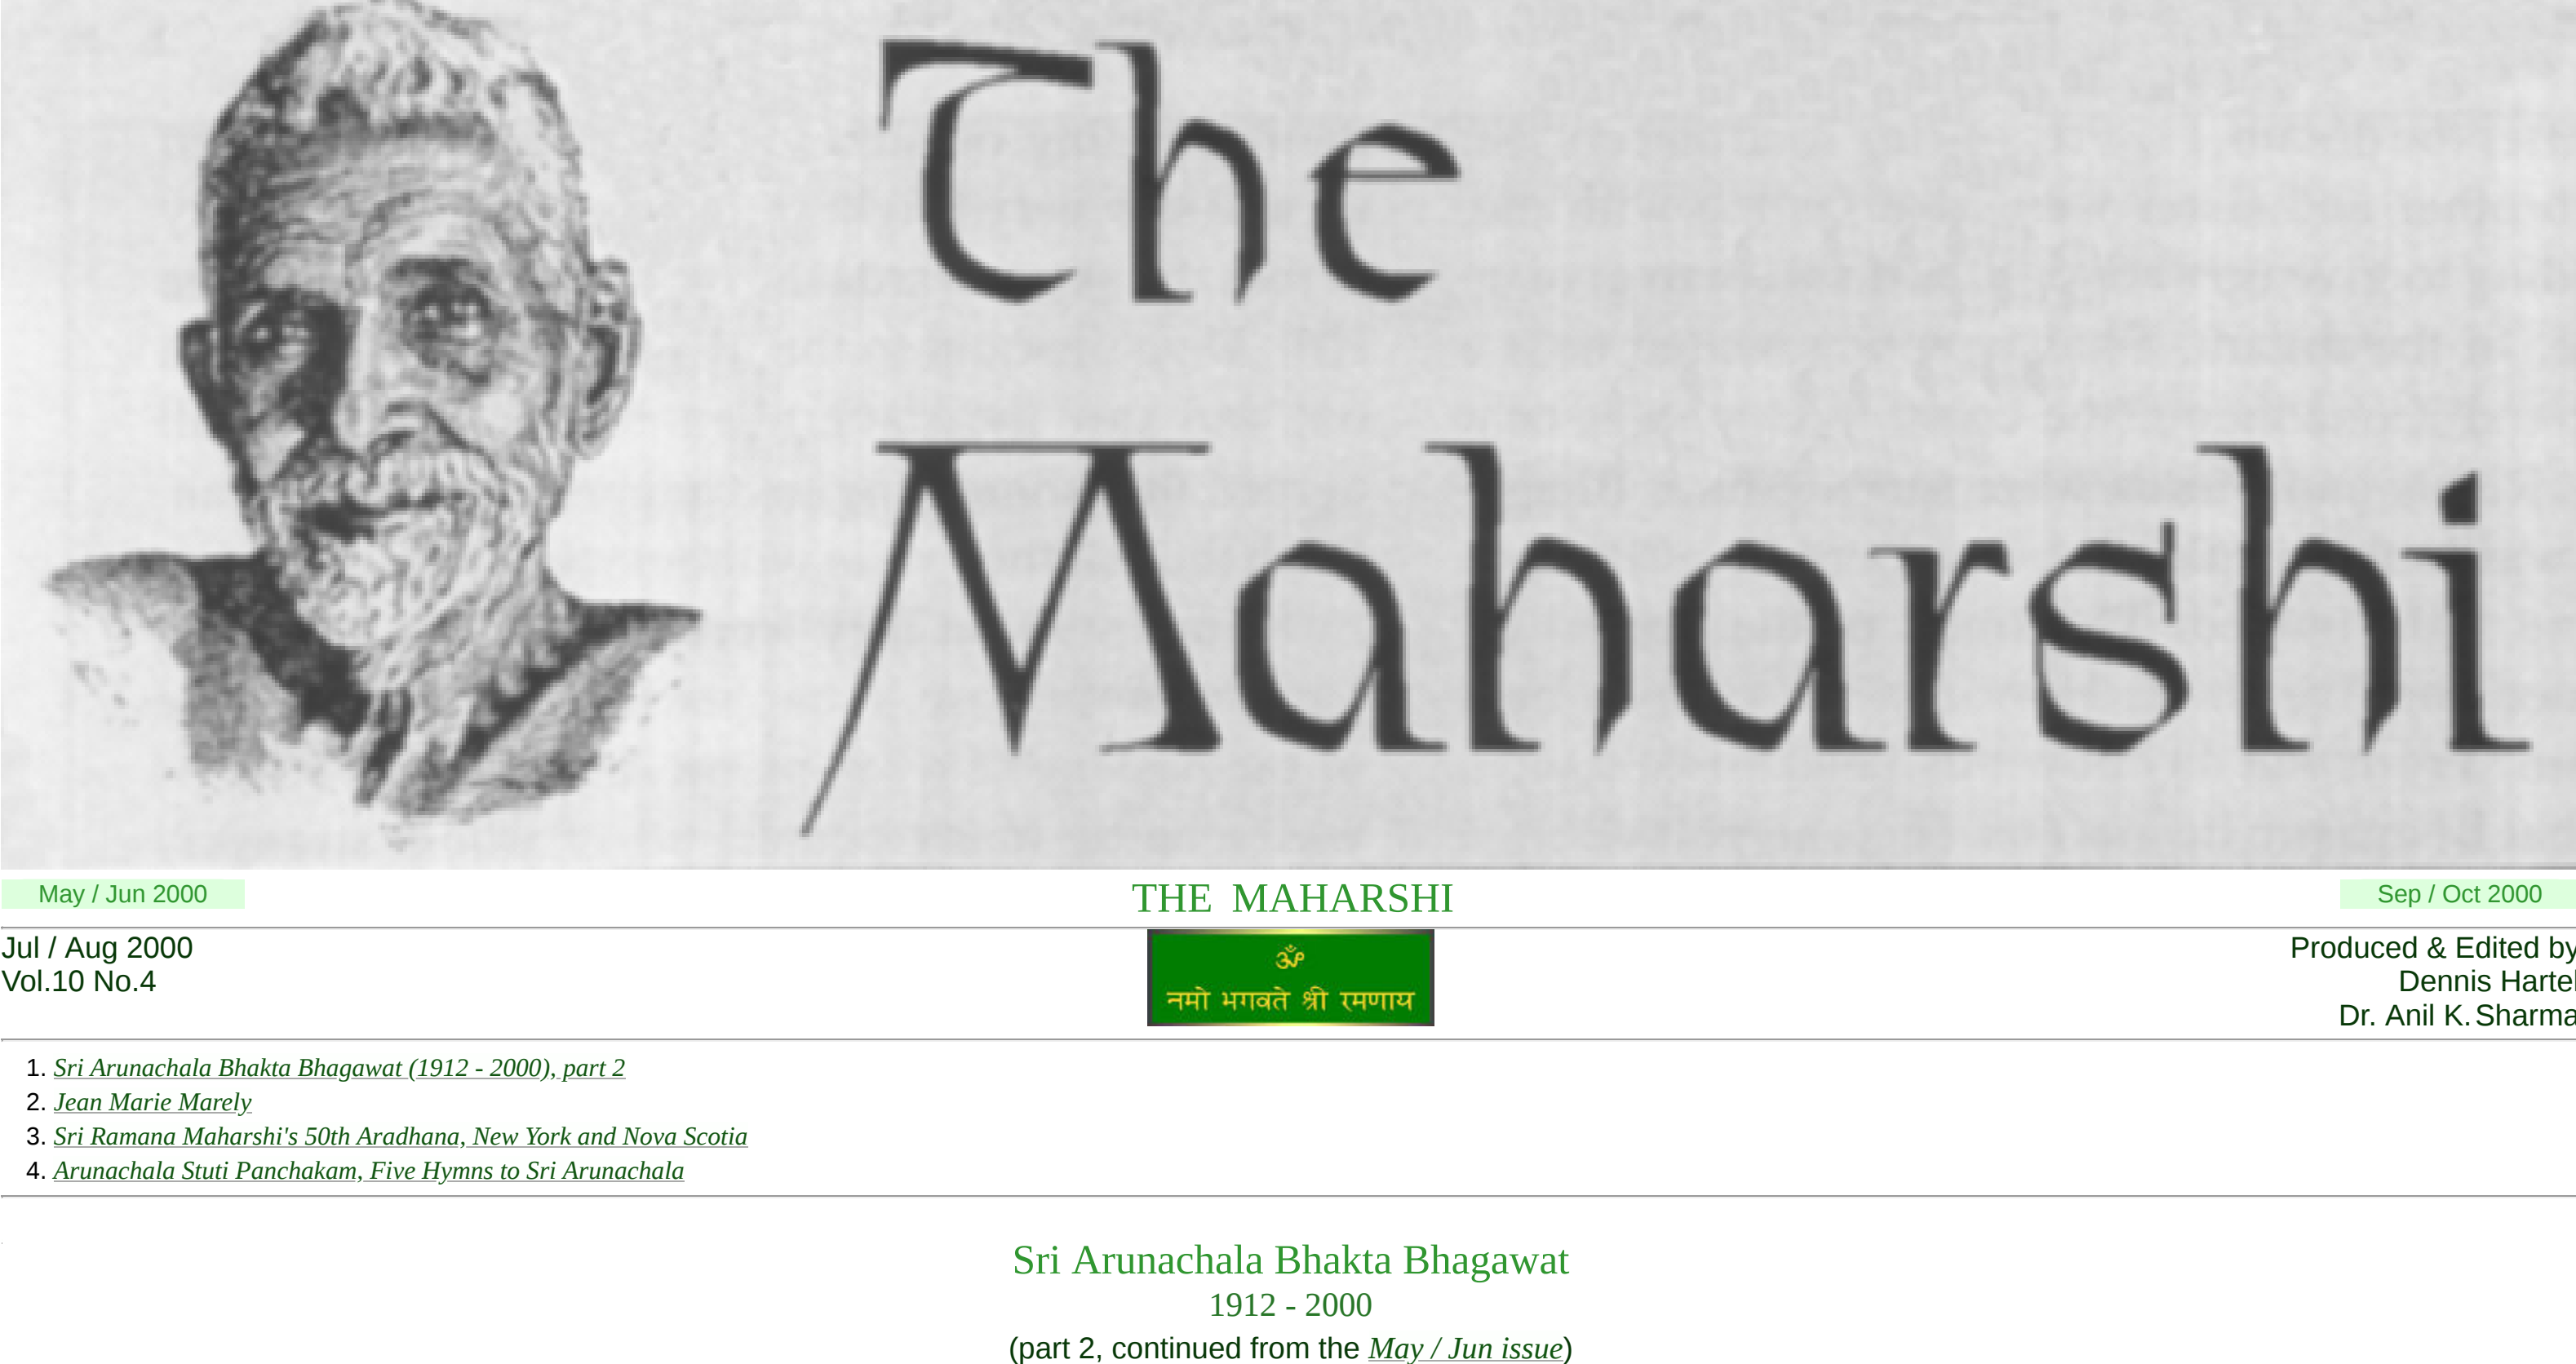 The
Maharshi
May / Jun 2000
THE MAHARSHI
Sep / Oct 2000
Jul / Aug 2000
Vol.10 No.4
ॐ
नमो भगवते श्री रमणाय
Produced & Edited by
Dennis Hartel
Dr. Anil K. Sharma
1. Sri Arunachala Bhakta Bhagawat (1912 - 2000), part 2
2. Jean Marie Marely
3. Sri Ramana Maharshi's 50th Aradhana, New York and Nova Scotia
4. Arunachala Stuti Panchakam, Five Hymns to Sri Arunachala
Sri Arunachala Bhakta Bhagawat
1912 - 2000
(part 2, continued from the May / Jun issue)